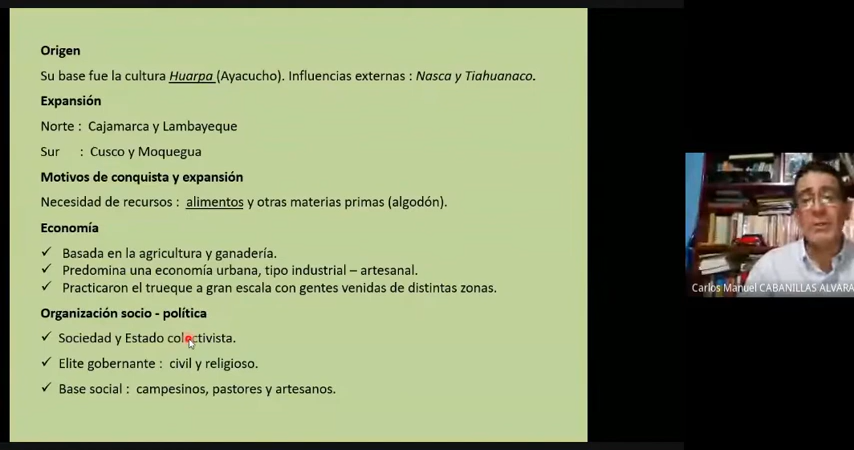 Origen
Su base fue la cultura Huarpa (Ayacucho). Influencias externas : Nasca y Tiahuanaco.
Expansión
Norte : Cajamarca y Lambayeque
Sur : Cusco y Moquegua
Motivos de conquista y expansión
Necesidad de recursos : alimentos y otras materias primas (algodón).
Economía
✓ Basada en la agricultura y ganadería.
✓ Predomina una economía urbana, tipo industrial – artesanal.
✓ Practicaron el trueque a gran escala con gentes venidas de distintas zonas.
Organización socio - política
✓ Sociedad y Estado colectivista.
✓ Elite gobernante : civil y religioso.
✓ Base social : campesinos, pastores y artesanos.
Carlos Manuel CABANILLAS ALVARA